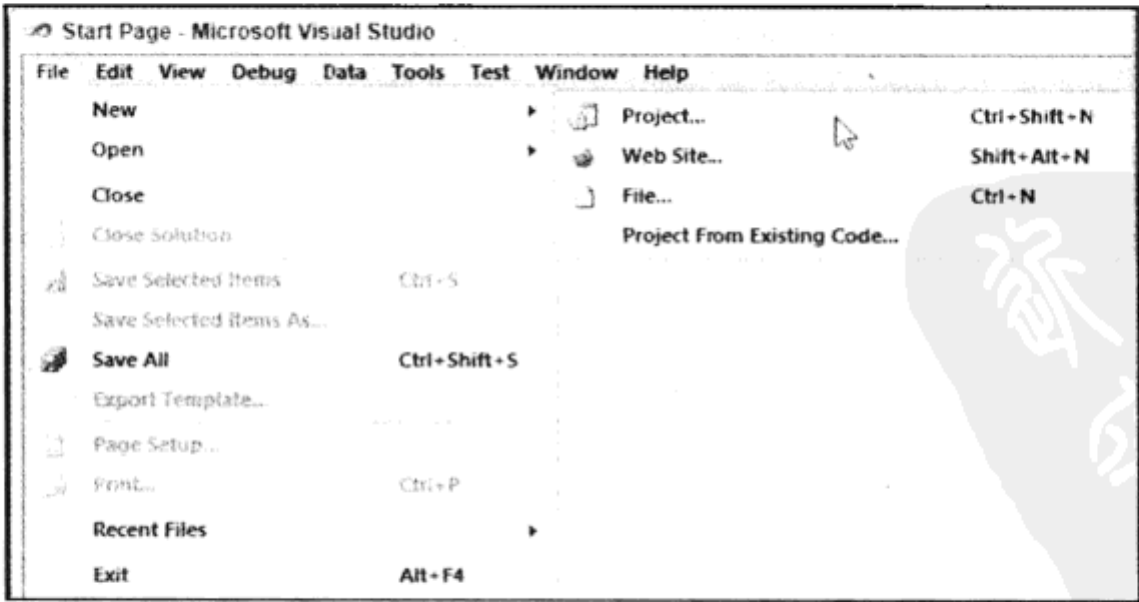 Start Page - Microsoft Visual Studio
File Edit View Debug Data Tools Test Window Help
New
Open
Close
Close Solution
Save Selected Items Ctrl+S
Save Selected Items As...
Save All Ctrl+Shift+S
Export Template...
Page Setup...
Print... Ctrl+P
Recent Files
Exit Alt+F4
Project... Ctrl+Shift+N
Web Site... Shift+Alt+N
File... Ctrl+N
Project From Existing Code...